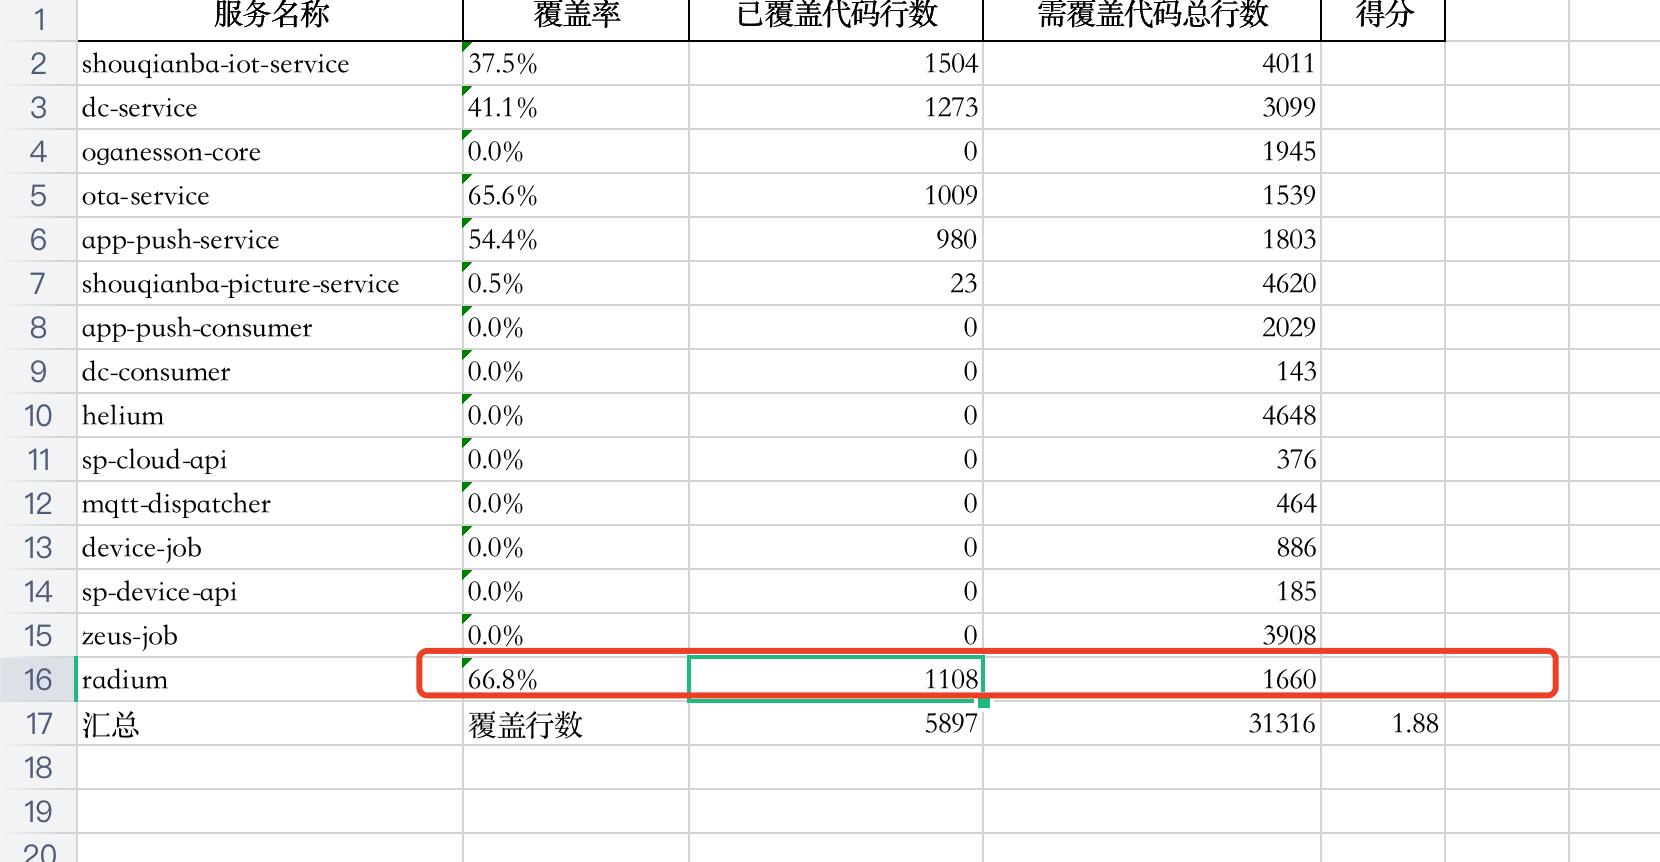 1 服务名称 覆盖率 已覆盖代码行数 需覆盖代码总行数 得分
2 shouqianba-iot-service 37.5% 1504 4011
3 dc-service 41.1% 1273 3099
4 oganesson-core 0.0% 0 1945
5 ota-service 65.6% 1009 1539
6 app-push-service 54.4% 980 1803
7 shouqianba-picture-service 0.5% 23 4620
8 app-push-consumer 0.0% 0 2029
9 dc-consumer 0.0% 0 143
10 helium 0.0% 0 4648
11 sp-cloud-api 0.0% 0 376
12 mqtt-dispatcher 0.0% 0 464
13 device-job 0.0% 0 886
14 sp-device-api 0.0% 0 185
15 zeus-job 0.0% 0 3908
16 radium 66.8% 1108 1660
17 汇总 覆盖行数 5897 31316 1.88
18
19
20